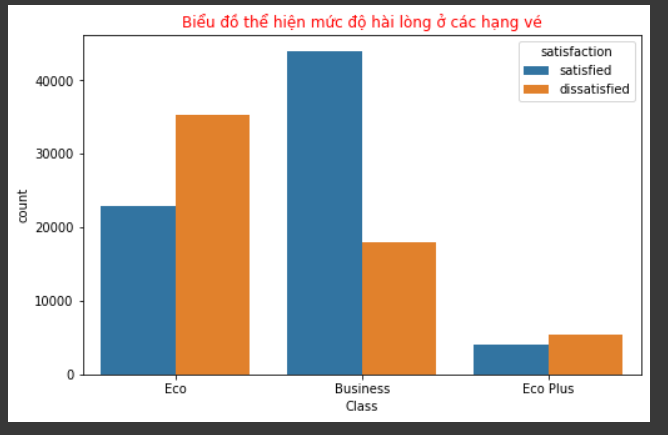 Biểu đồ thể hiện mức độ hài lòng ở các hạng vé
satisfaction
satisfied
dissatisfied
count
40000
30000
20000
10000
0
Eco
Business
Eco Plus
Class